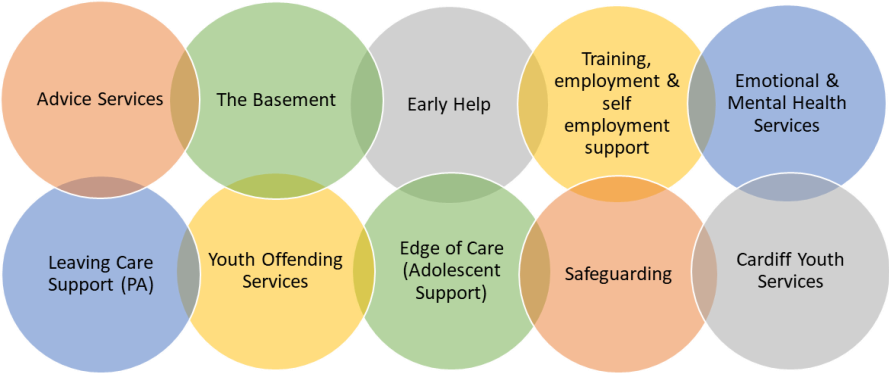 Advice Services
The Basement
Early Help
Training,
employment &
self
employment
support
Emotional &
Mental Health
Services
Leaving Care
Support (PA)
Youth Offending
Services
Edge of Care
(Adolescent
Support)
Safeguarding
Cardiff Youth
Services